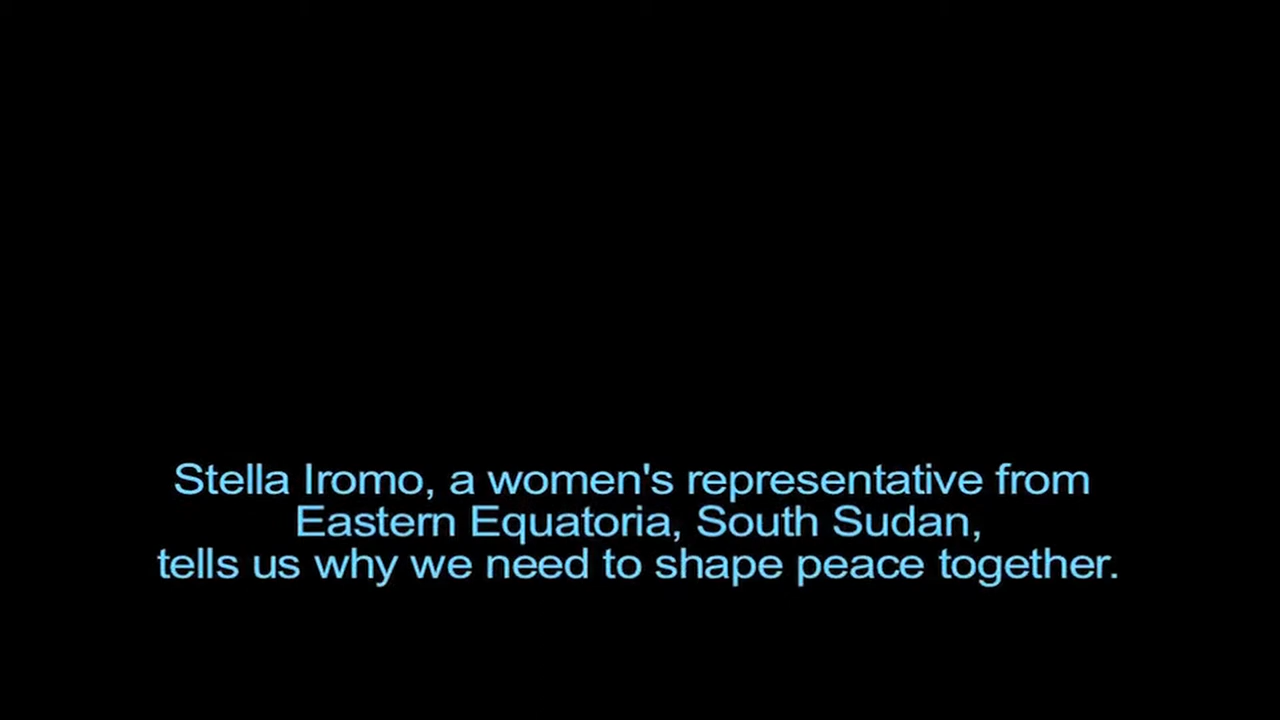 Stella Iromo, a women's representative from
Eastern Equatoria, South Sudan,
tells us why we need to shape peace together.